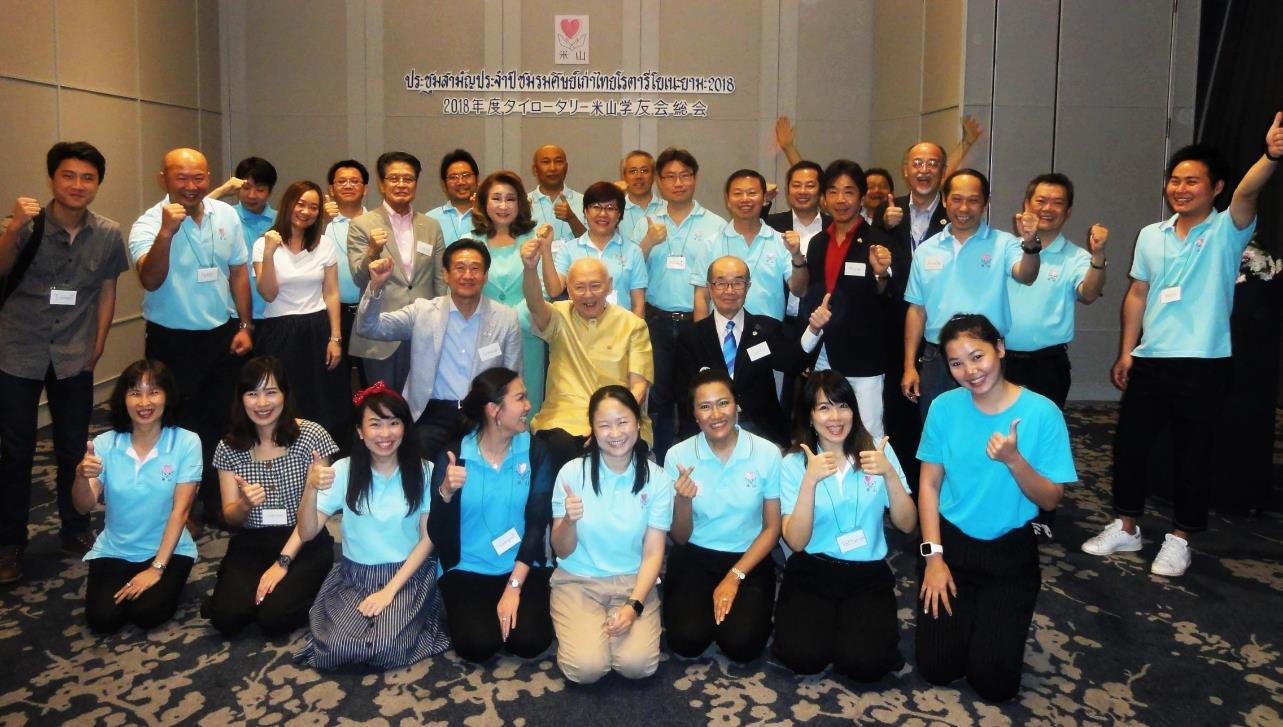 米山
ประชุมสามัญประจำปี ชมรมศิษย์เก่าไทยโรตารีโยเนะยามะ 2018
2018年度タイロータリー米山学友会総会